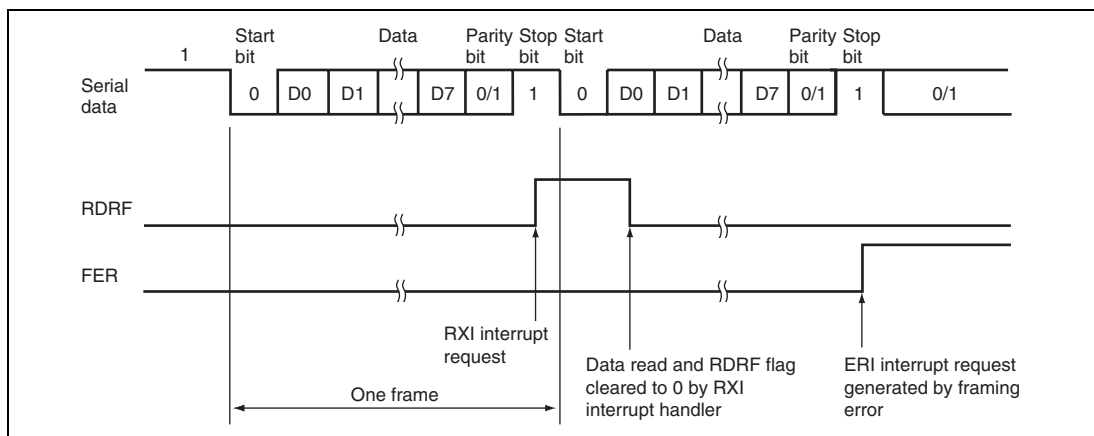 1
Start bit
Data
Parity bit
Stop bit
Start bit
Data
Parity bit
Stop bit
Serial data
0 D0 D1 D7 0/1 1 0 D0 D1 D7 0/1 1 0/1
RDRF
FER
RXI interrupt
request
Data read and RDRF flag
cleared to 0 by RXI
interrupt handler
ERI interrupt request
generated by framing
error
One frame